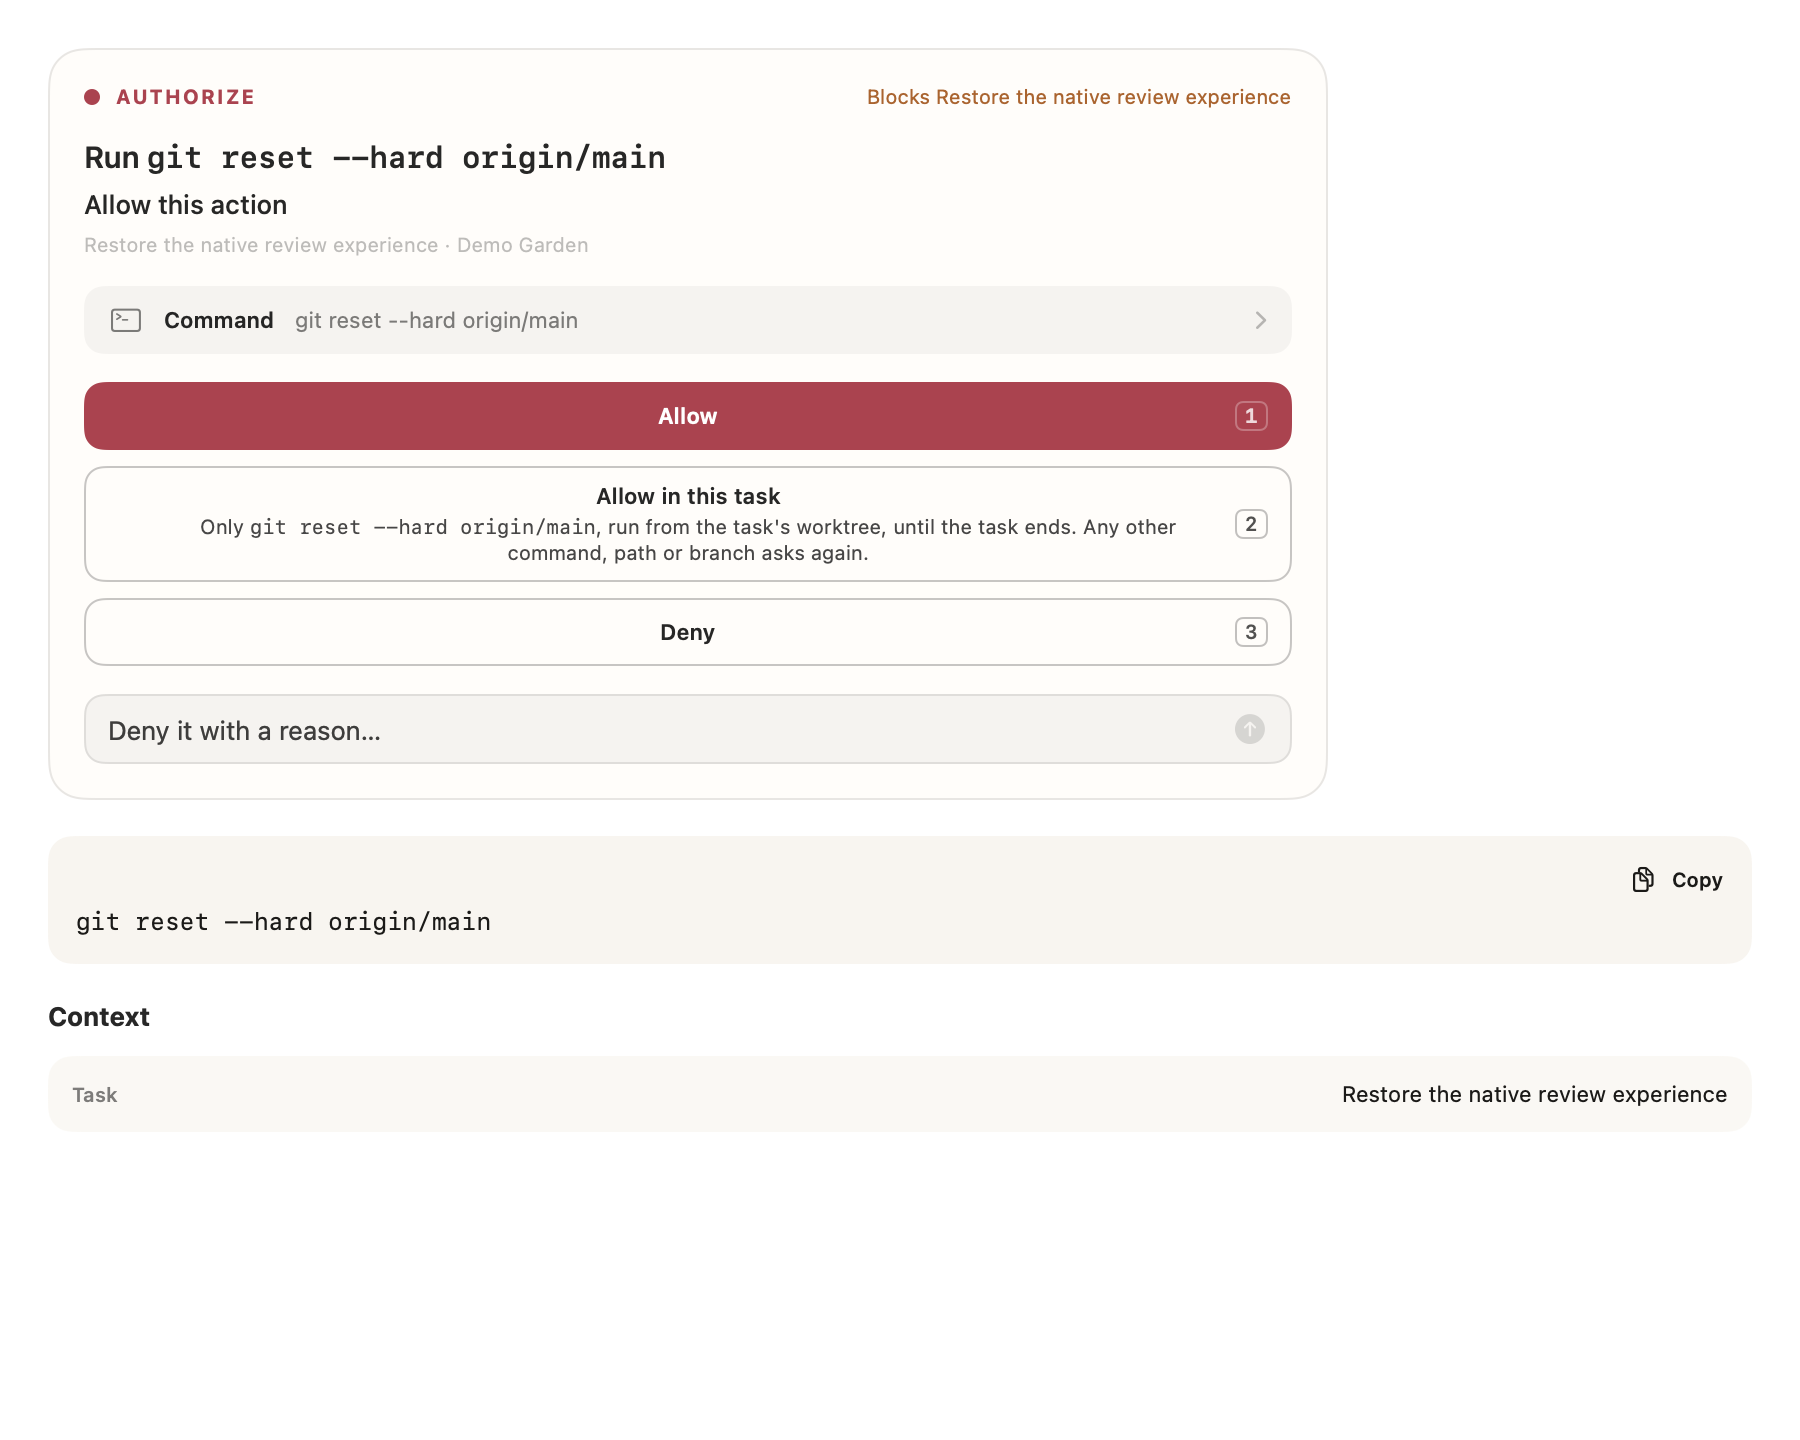 AUTHORIZE
Blocks Restore the native review experience
Run git reset --hard origin/main
Allow this action
Restore the native review experience · Demo Garden
>_ Command git reset --hard origin/main
Allow 1
Allow in this task
Only git reset --hard origin/main, run from the task's worktree, until the task ends. Any other
command, path or branch asks again.
2
Deny 3
Deny it with a reason...
Copy
git reset --hard origin/main
Context
Task Restore the native review experience